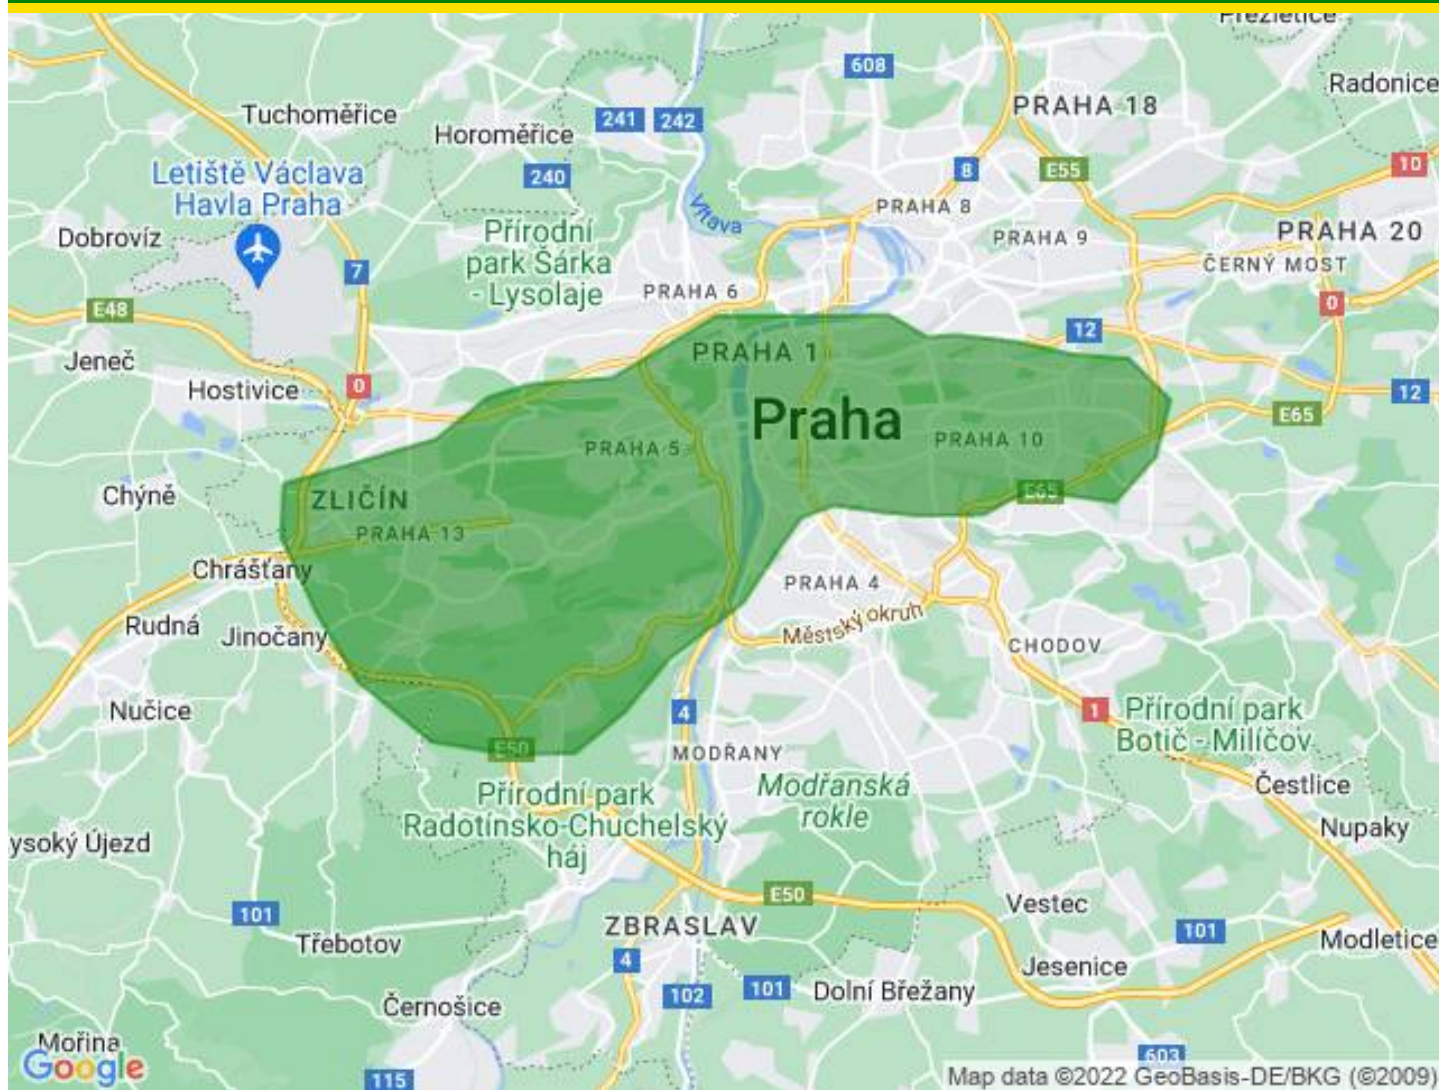 Přezletice
608
Radonice
PRAHA 18
Tuchoměřice
241
242
Horoměřice
10
8
E55
Letiště Václava
Havla Praha
240
PRAHA 8
Vltava
Dobrovíz
Přírodní
park Šárka
- Lysolaje
PRAHA 9
PRAHA 20
ČERNÝ MOST
7
PRAHA 6
E48
0
12
Jeneč
PRAHA 1
Hostivice
0
12
E65
Praha
PRAHA 5
PRAHA 10
Chýně
ZLIČÍN
E65
PRAHA 13
Chrášťany
PRAHA 4
Rudná
Jinočany
Městský okruh
CHODOV
Nučice
4
1
Přírodní park
Botič - Milíčov
E50
MODŘANY
Čestlice
Přírodní park
Radotínsko-Chuchelský
háj
Modřanská
rokle
Nupaky
ysoký Újezd
E50
101
Vestec
ZBRASLAV
101
Třebotov
Modletice
4
Jesenice
102
101
Dolní Břežany
Černošice
Mořina
Google
603
115
Map data ©2022 GeoBasis-DE/BKG (©2009)